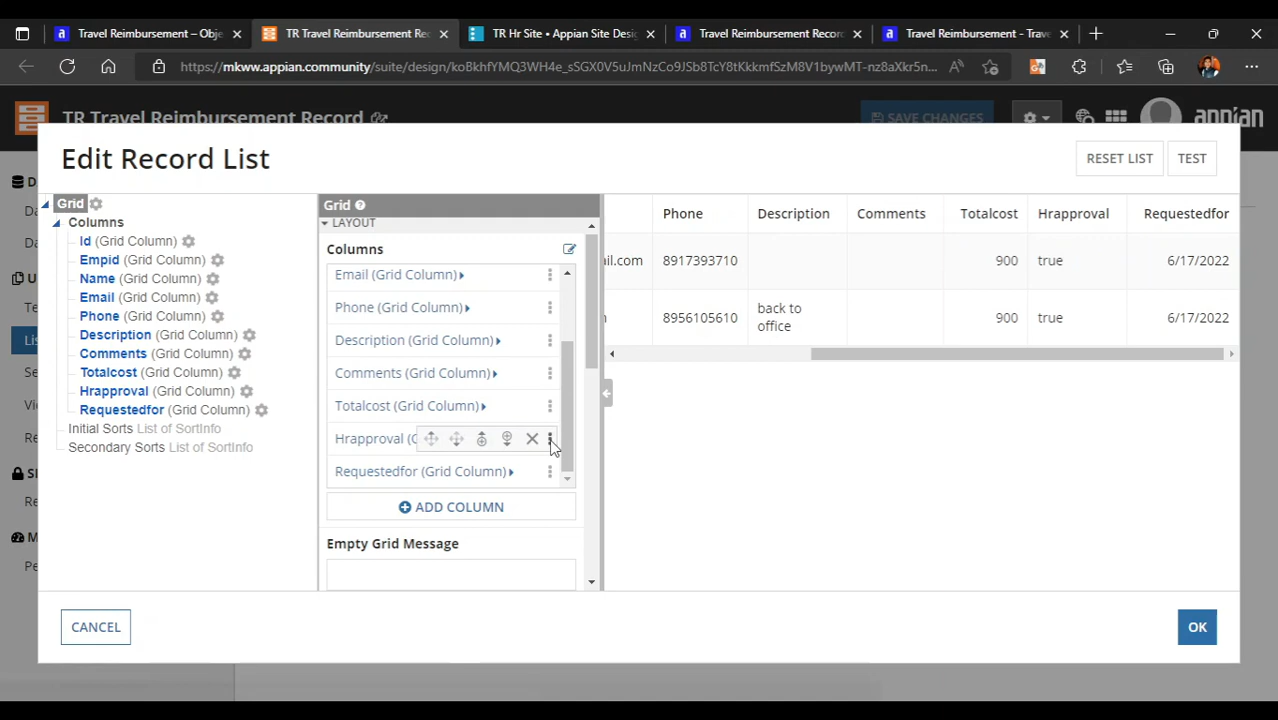 Travel Reimbursement – Obje
TR Travel Reimbursement Rec
TR Hr Site • Appian Site Desig
Travel Reimbursement Record
Travel Reimbursement - Trave
https://mkww.appian.community/suite/design/koBkhfYMQ3WH4e_sSGX0V5uJmNzCo9JSb8TcY8tKkkmfSzM8V1bywMT-nz8aXkr5n...
TR Travel Reimbursement Record
SAVE CHANGES
appian
Edit Record List
RESET LIST
TEST
Grid
Columns
Id (Grid Column)
Empid (Grid Column)
Name (Grid Column)
Email (Grid Column)
Phone (Grid Column)
Description (Grid Column)
Comments (Grid Column)
Totalcost (Grid Column)
Hrapproval (Grid Column)
Requestedfor (Grid Column)
Initial Sorts List of SortInfo
Secondary Sorts List of SortInfo
Grid
LAYOUT
Columns
Email (Grid Column)
Phone (Grid Column)
Description (Grid Column)
Comments (Grid Column)
Totalcost (Grid Column)
Hrapproval (G
Requestedfor (Grid Column)
ADD COLUMN
Empty Grid Message
Phone Description Comments Totalcost Hrapproval Requestedfor
il.com 8917393710 900 true 6/17/2022
8956105610 back to office 900 true 6/17/2022
CANCEL
OK